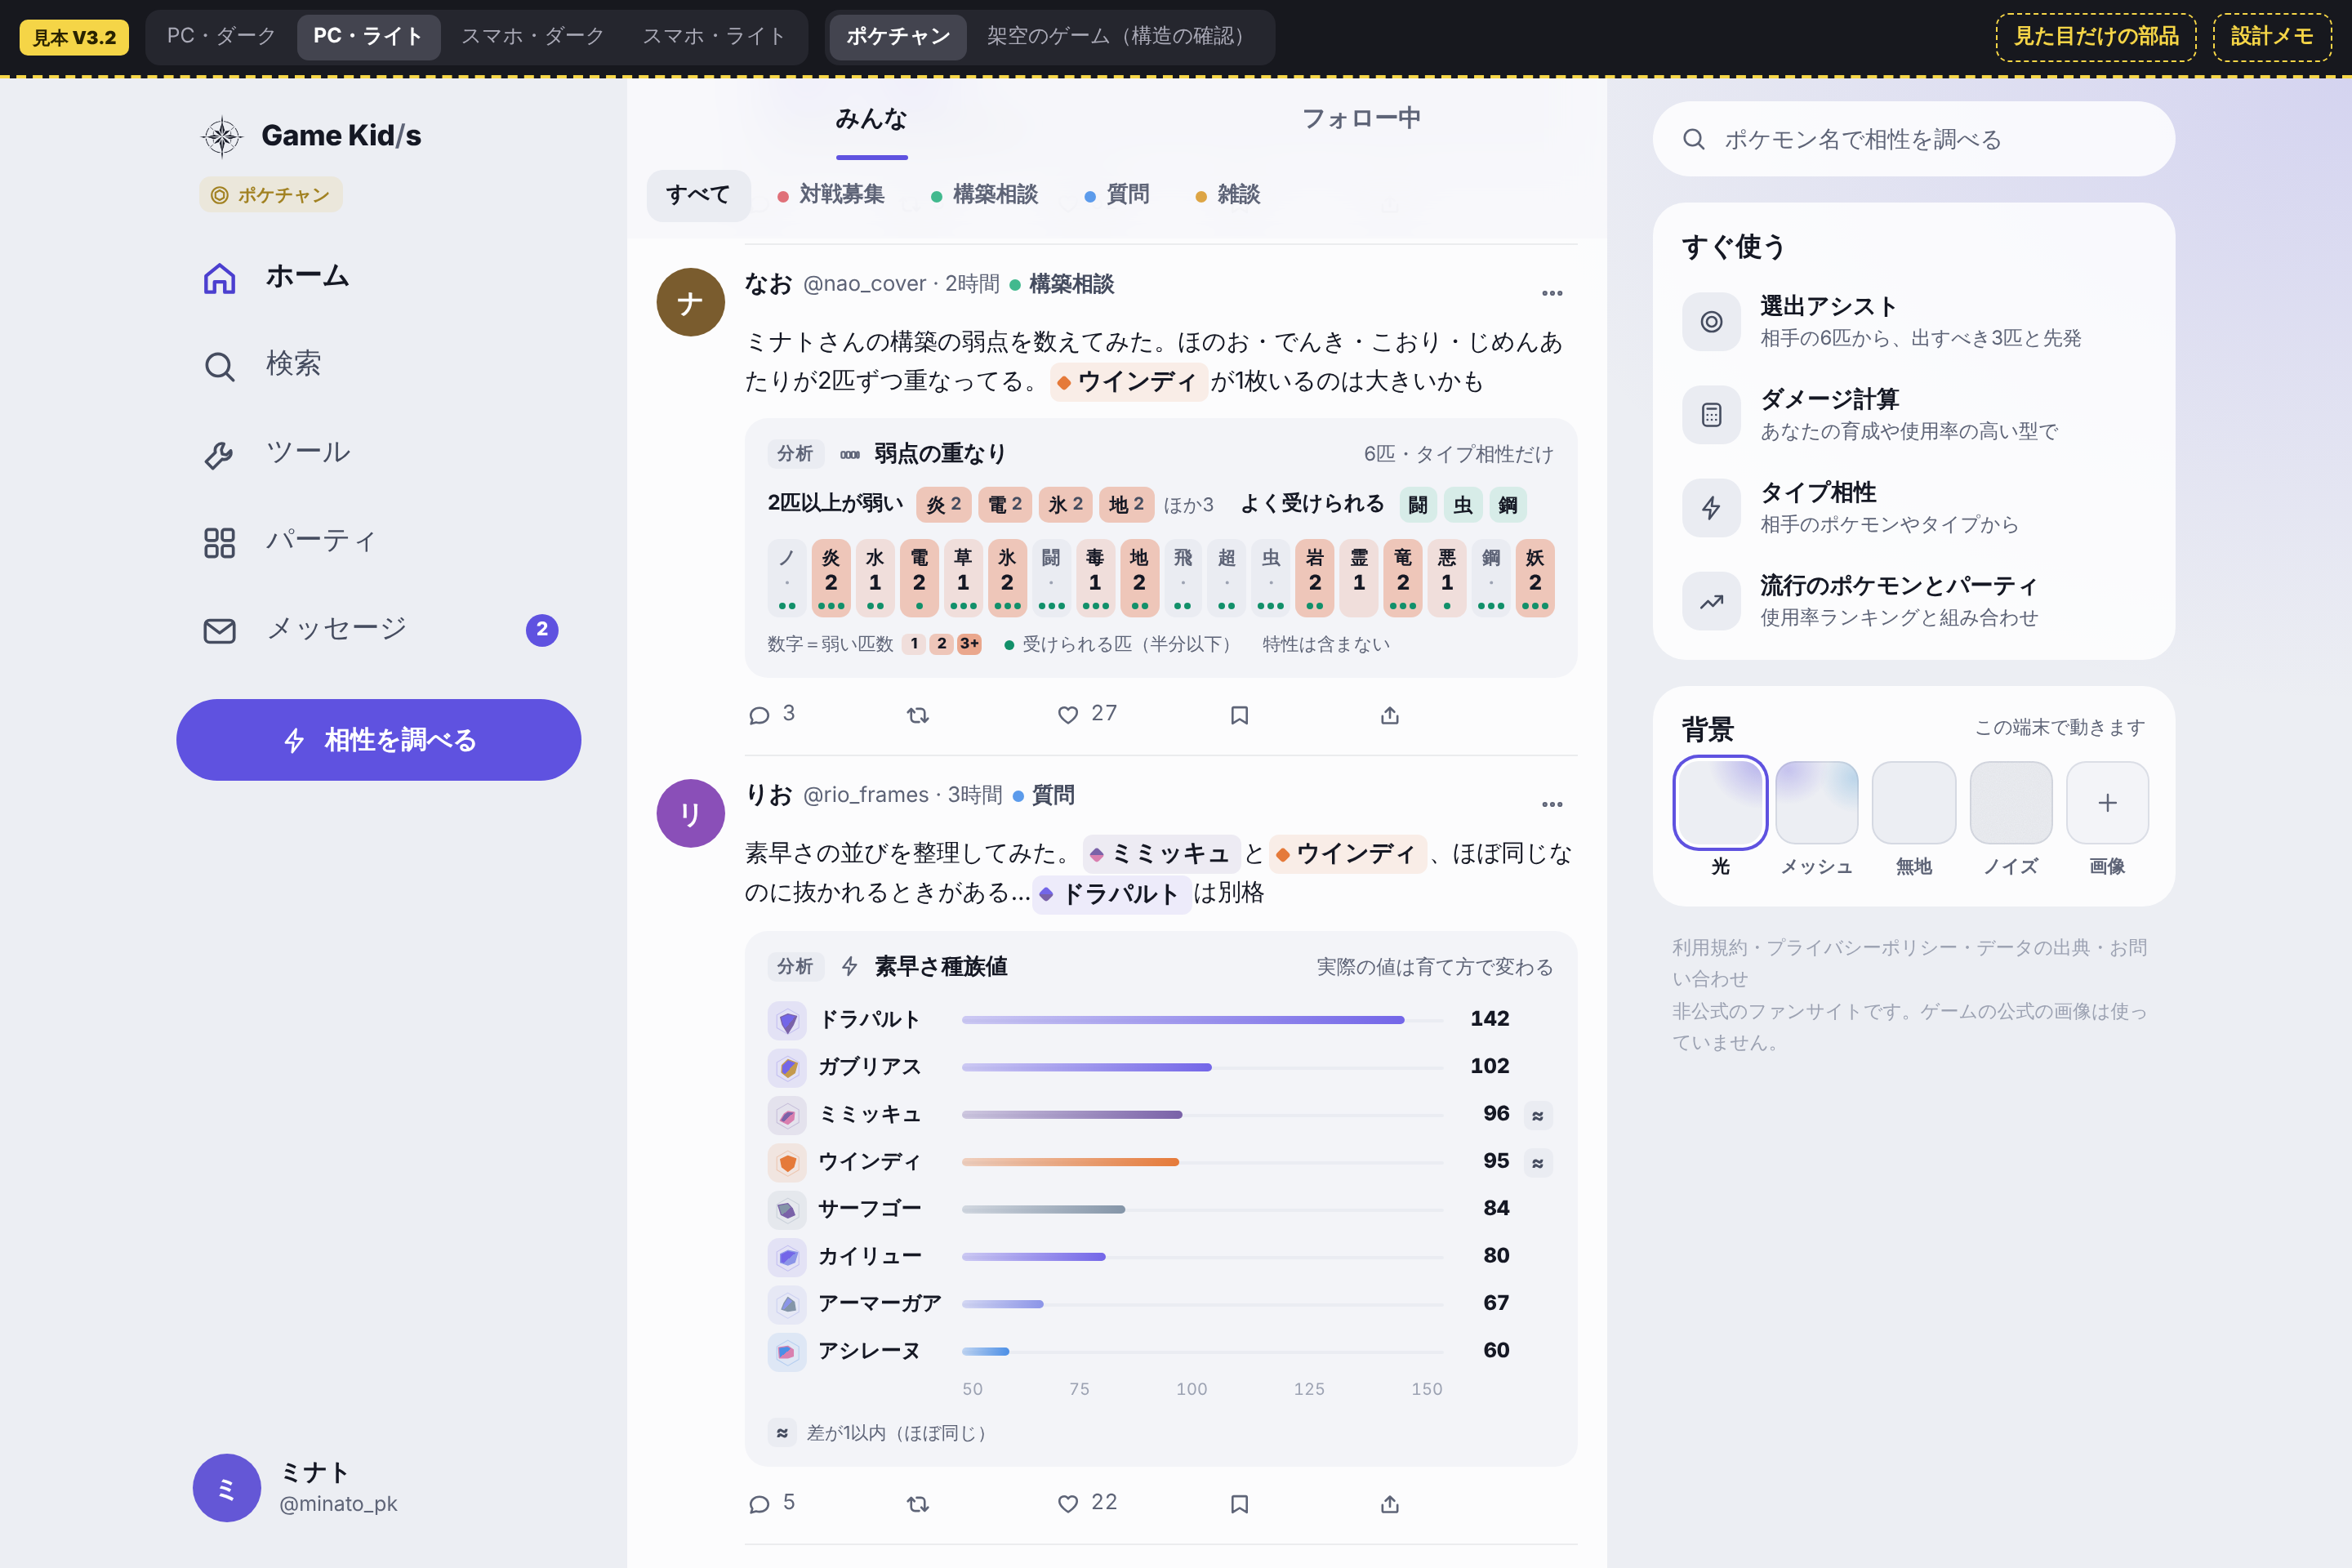 見本 V3.2
PC・ダーク
PC・ライト
スマホ・ダーク
スマホ・ライト
ポケチャン
架空のゲーム（構造の確認）
見た目だけの部品
設計メモ
Game Kid/s
ポケチャン
ホーム
検索
ツール
パーティ
メッセージ
2
相性を調べる
ミ
ミナト
@minato_pk
みんな
フォロー中
すべて
対戦募集
構築相談
質問
雑談
ナ
なお @nao_cover · 2時間 構築相談
ミナトさんの構築の弱点を数えてみた。ほのお・でんき・こおり・じめんあ
たりが2匹ずつ重なってる。 ウインディ が1枚いるのは大きいかも
分析 弱点の重なり
6匹・タイプ相性だけ
2匹以上が弱い 炎 2 電 2 氷 2 地 2 ほか3 よく受けられる 闘 虫 鋼
ノ 炎 水 電 草 氷 闘 毒 地 飛 超 虫 岩 霊 竜 悪 鋼 妖
· 2 1 2 1 2 · 1 2 · · · 2 1 2 1 · 2
数字＝弱い匹数 1 2 3+ 受けられる匹（半分以下） 特性は含まない
3
27
リ
りお @rio_frames · 3時間 質問
素早さの並びを整理してみた。 ミミッキュ と ウインディ 、ほぼ同じな
のに抜かれるときがある… ドラパルト は別格
分析 素早さ種族値
実際の値は育て方で変わる
ドラパルト 142
ガブリアス 102
ミミッキュ 96 ≈
ウインディ 95 ≈
サーフゴー 84
カイリュー 80
アーマーガア 67
アシレーヌ 60
50 75 100 125 150
≈ 差が1以内（ほぼ同じ）
5
22
ポケモン名で相性を調べる
すぐ使う
選出アシスト
相手の6匹から、出すべき3匹と先発
ダメージ計算
あなたの育成や使用率の高い型で
タイプ相性
相手のポケモンやタイプから
流行のポケモンとパーティ
使用率ランキングと組み合わせ
背景
この端末で動きます
光
メッシュ
無地
ノイズ
画像
利用規約・プライバシーポリシー・データの出典・お問
い合わせ
非公式のファンサイトです。ゲームの公式の画像は使っ
ていません。